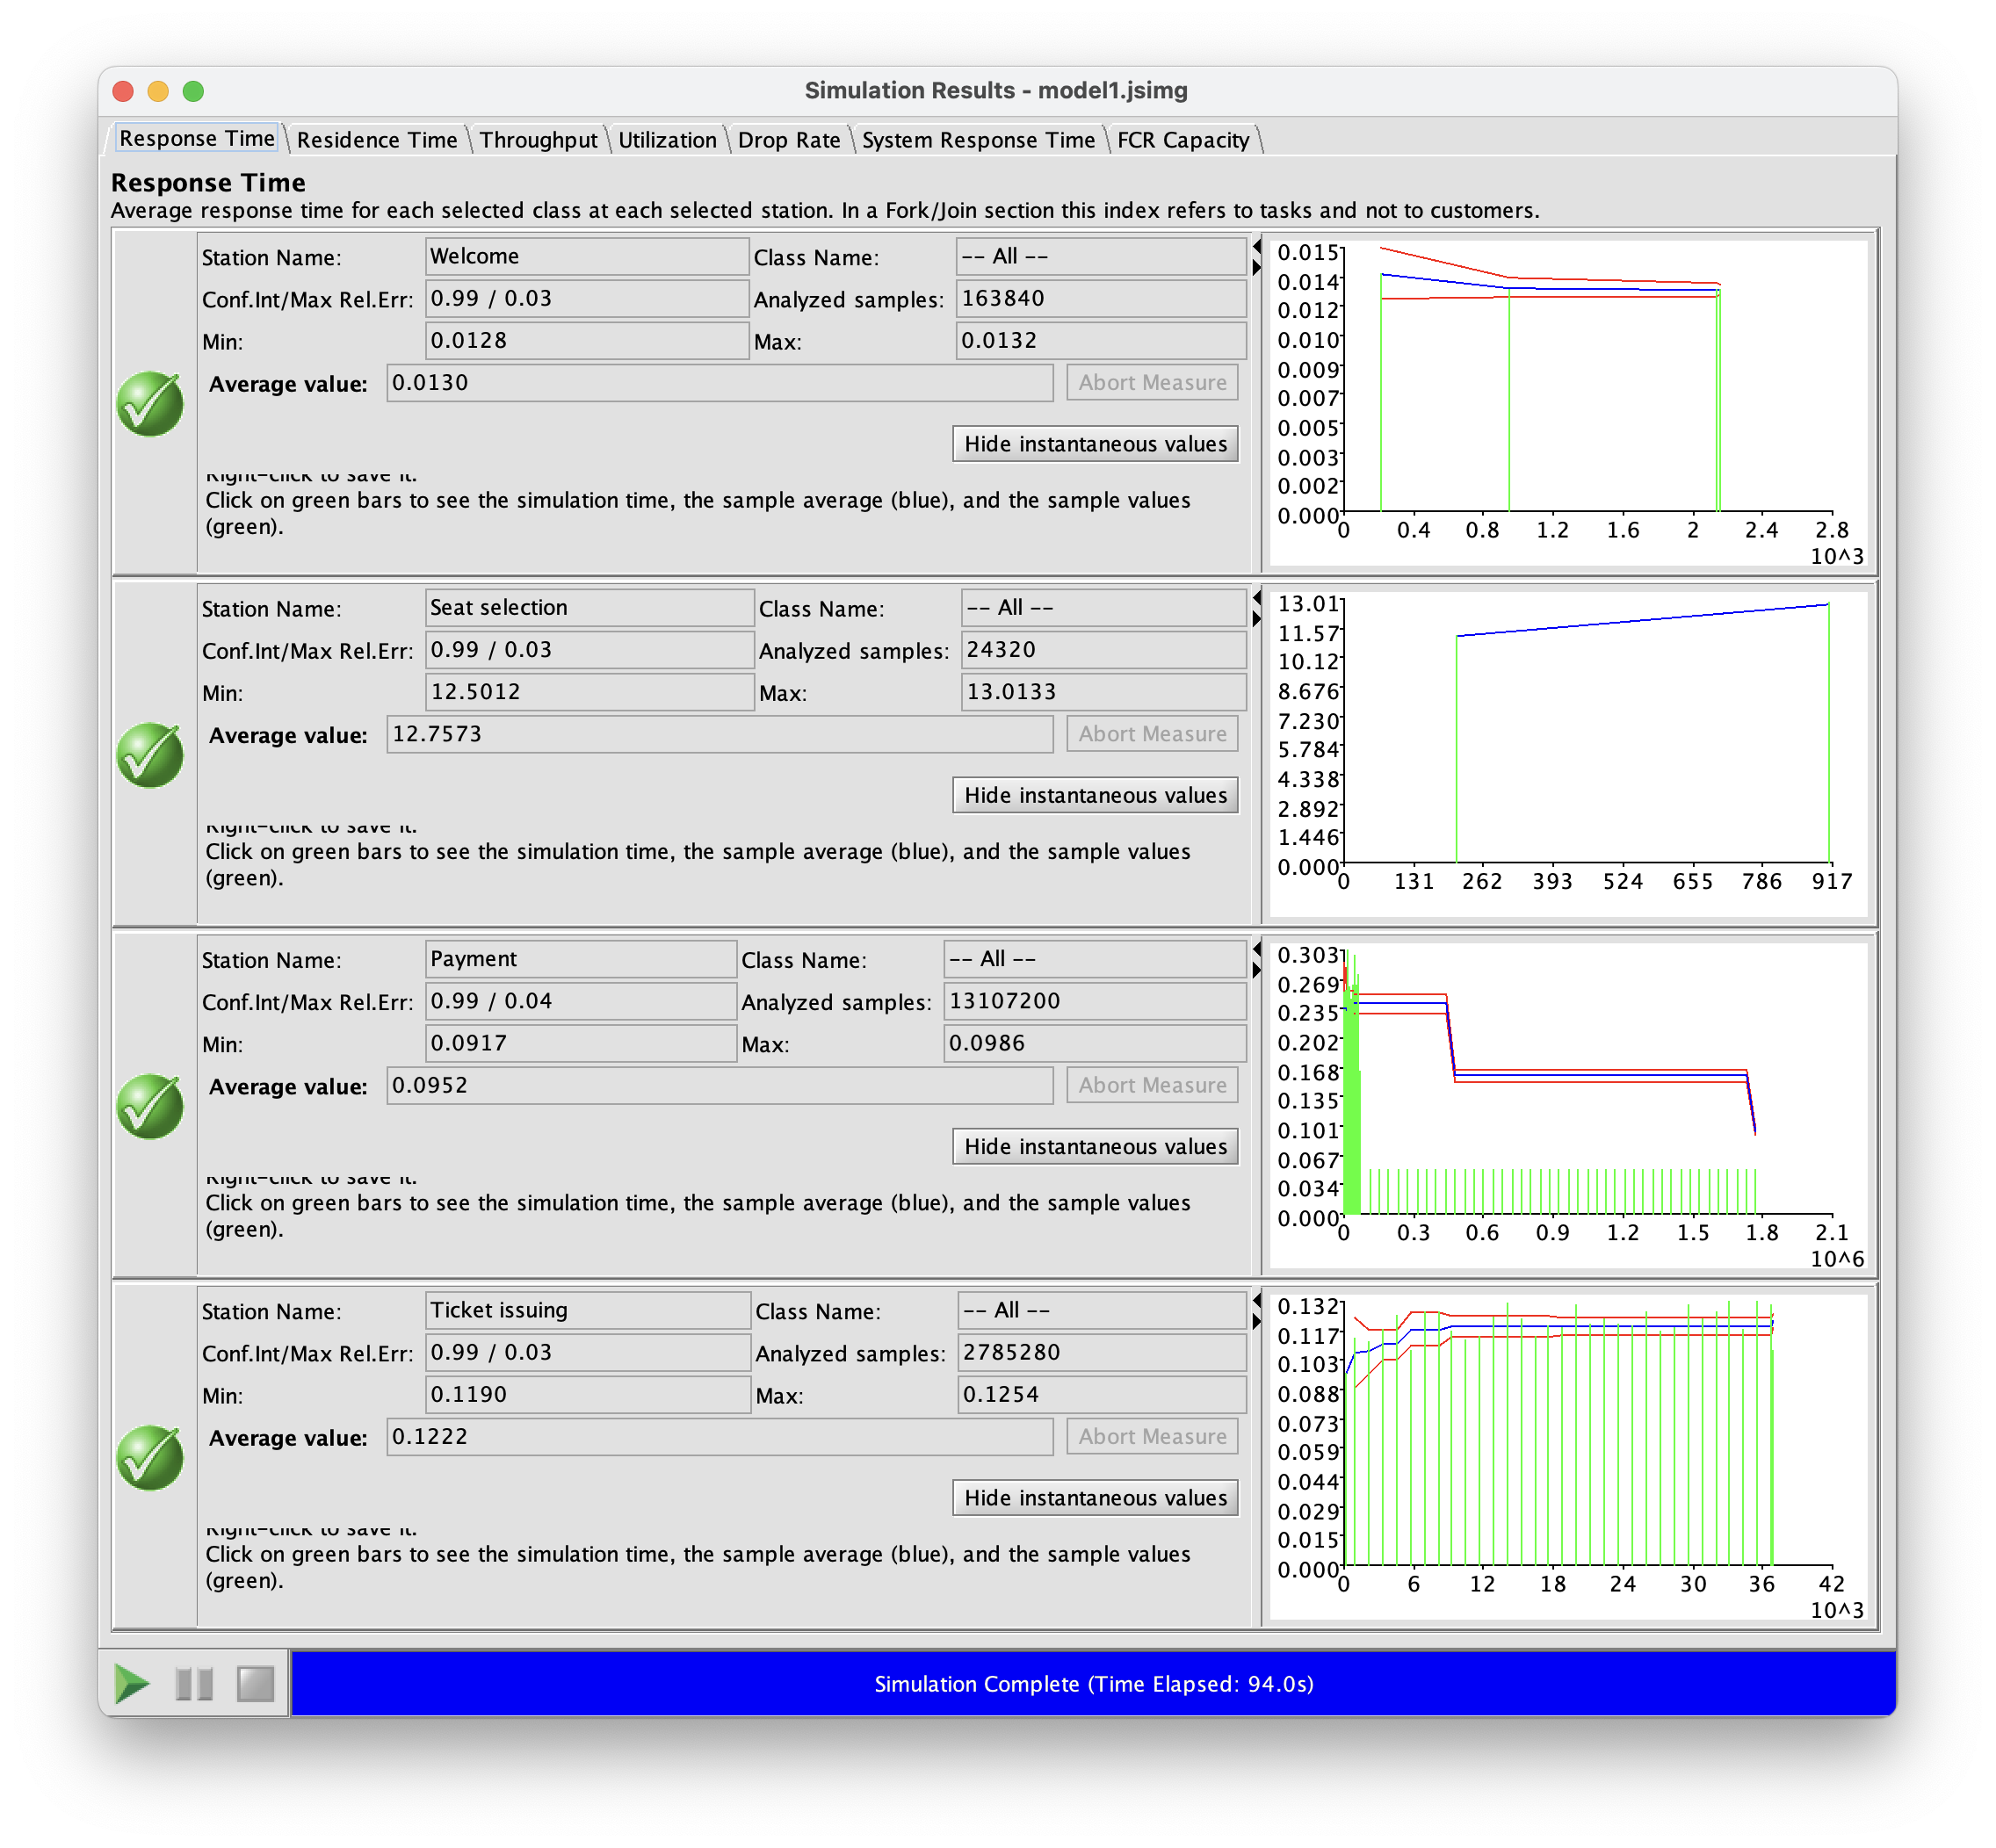 Simulation Results - model1.jsimg
Response Time Residence Time Throughput Utilization Drop Rate System Response Time FCR Capacity
Response Time
Average response time for each selected class at each selected station. In a Fork/Join section this index refers to tasks and not to customers.
Station Name: Welcome Class Name: -- All --
Conf.Int/Max Rel.Err: 0.99 / 0.03 Analyzed samples: 163840
Min: 0.0128 Max: 0.0132
Average value: 0.0130 Abort Measure
Hide instantaneous values
Right-click to save it.
Click on green bars to see the simulation time, the sample average (blue), and the sample values
(green).
0.015
0.014
0.012
0.010
0.009
0.007
0.005
0.003
0.002
0.000
0 0.4 0.8 1.2 1.6 2 2.4 2.8
10^3
Station Name: Seat selection Class Name: -- All --
Conf.Int/Max Rel.Err: 0.99 / 0.03 Analyzed samples: 24320
Min: 12.5012 Max: 13.0133
Average value: 12.7573 Abort Measure
Hide instantaneous values
Right-click to save it.
Click on green bars to see the simulation time, the sample average (blue), and the sample values
(green).
13.01
11.57
10.12
8.676
7.230
5.784
4.338
2.892
1.446
0.000
0 131 262 393 524 655 786 917
Station Name: Payment Class Name: -- All --
Conf.Int/Max Rel.Err: 0.99 / 0.04 Analyzed samples: 13107200
Min: 0.0917 Max: 0.0986
Average value: 0.0952 Abort Measure
Hide instantaneous values
Right-click to save it.
Click on green bars to see the simulation time, the sample average (blue), and the sample values
(green).
0.303
0.269
0.235
0.202
0.168
0.135
0.101
0.067
0.034
0.000
0 0.3 0.6 0.9 1.2 1.5 1.8 2.1
10^6
Station Name: Ticket issuing Class Name: -- All --
Conf.Int/Max Rel.Err: 0.99 / 0.03 Analyzed samples: 2785280
Min: 0.1190 Max: 0.1254
Average value: 0.1222 Abort Measure
Hide instantaneous values
Right-click to save it.
Click on green bars to see the simulation time, the sample average (blue), and the sample values
(green).
0.132
0.117
0.103
0.088
0.073
0.059
0.044
0.029
0.015
0.000
0 6 12 18 24 30 36 42
10^3
Simulation Complete (Time Elapsed: 94.0s)